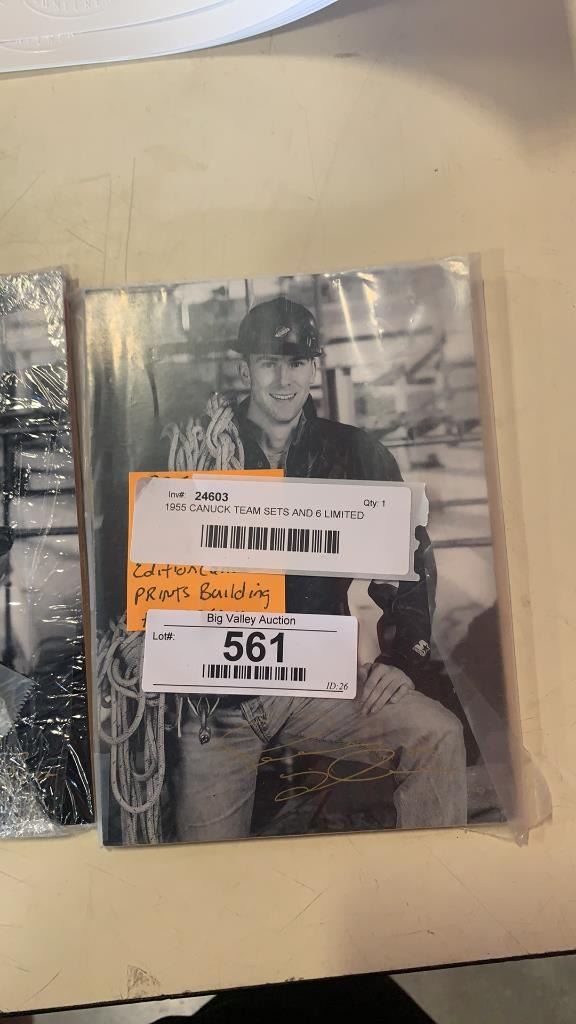 Inv#: 24603 Qty: 1
1955 CANUCK TEAM SETS AND 6 LIMITED
Edition
PRINTS Building
Big Valley Auction
Lot#: 561
ID:26